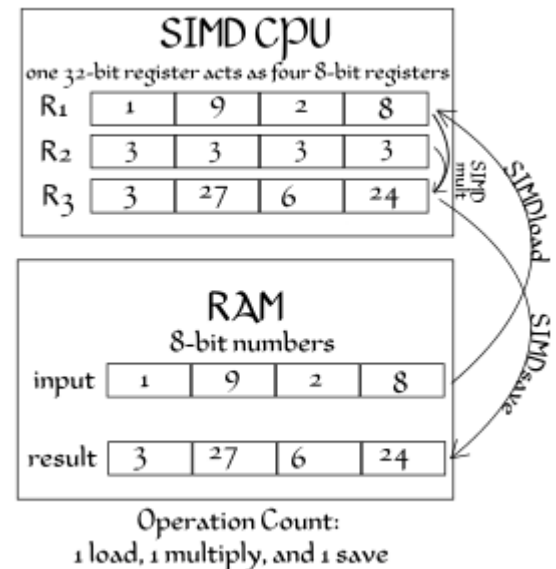 SIMD CPU
one 32-bit register acts as four 8-bit registers
R1 1 9 2 8
R2 3 3 3 3
R3 3 27 6 24
SIMD mult
SIMDload
RAM
8-bit numbers
input 1 9 2 8
SIMDsave
result 3 27 6 24
Operation Count:
1 load, 1 multiply, and 1 save